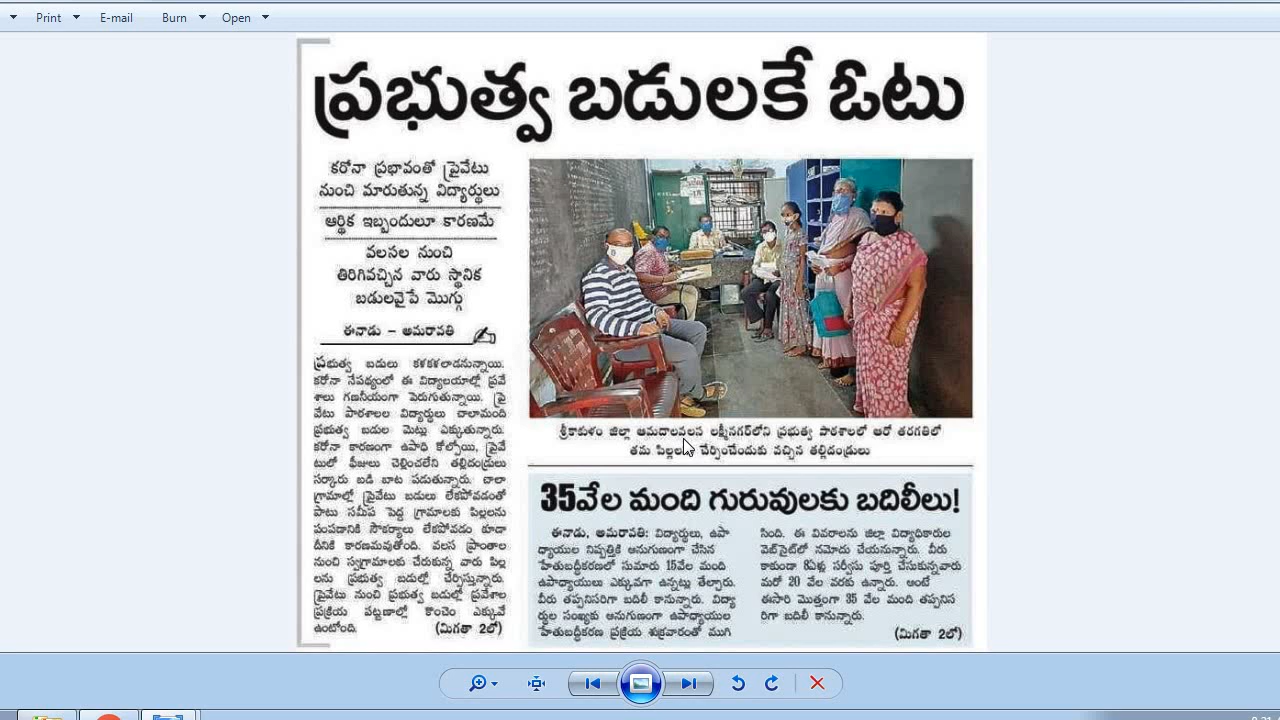 Print
E-mail
Burn
Open
ప్రభుత్వ బడులకే ఓటు
కరోనా ప్రభావంతో ప్రైవేటు
నుంచి మారుతున్న విద్యార్థులు
ఆర్థిక ఇబ్బందులూ కారణమే
వలసల నుంచి
తిరిగివచ్చిన వారు స్థానిక
బడులవైపే మొగ్గు
ఈనాడు - అమరావతి
ప్రభుత్వ బడులు కళకళలాడనున్నాయి.
కరోనా నేపథ్యంలో ఈ విద్యాలయాల్లో ప్రవే
శాలు గణనీయంగా పెరుగుతున్నాయి. ప్రై
వేటు పాఠశాలల విద్యార్థులు చాలామంది
ప్రభుత్వ బడుల మెట్లు ఎక్కుతున్నారు.
కరోనా కారణంగా ఉపాధి కోల్పోయి, ప్రైవే
టులో ఫీజులు చెల్లించలేని తల్లిదండ్రులు
సర్కారు బడి బాట పడుతున్నారు. చాలా
గ్రామాల్లో ప్రైవేటు బడులు లేకపోవడంతో
పాటు సమీప పెద్ద గ్రామాలకు పిల్లలను
పంపడానికి సౌకర్యాలు లేకపోవడం కూడా
దీనికి కారణమవుతోంది. వలస ప్రాంతాల
నుంచి స్వగ్రామాలకు చేరుకున్న వారు పిల్ల
లను ప్రభుత్వ బడుల్లో చేర్పిస్తున్నారు.
ప్రైవేటు నుంచి ప్రభుత్వ బడుల్లో ప్రవేశాల
ప్రక్రియ పట్టణాల్లో కొంచెం ఎక్కువే
ఉంటోంది. (మిగతా 2లో)
శ్రీకాకుళం జిల్లా ఆమదాలవలస లక్ష్మీనగర్‌లోని ప్రభుత్వ పాఠశాలలో ఆరో తరగతిలో
తమ పిల్లలను చేర్పించేందుకు వచ్చిన తల్లిదండ్రులు
35వేల మంది గురువులకు బదిలీలు!
ఈనాడు, అమరావతి: విద్యార్థులు, ఉపా
ధ్యాయుల నిష్పత్తికి అనుగుణంగా చేసిన
హేతుబద్ధీకరణలో సుమారు 15వేల మంది
ఉపాధ్యాయులు ఎక్కువగా ఉన్నట్లు తేల్చారు.
వీరు తప్పనిసరిగా బదిలీ కానున్నారు. విద్యా
ర్థుల సంఖ్యకు అనుగుణంగా ఉపాధ్యాయుల
హేతుబద్ధీకరణ ప్రక్రియ శుక్రవారంతో ముగి
సింది. ఈ వివరాలను జిల్లా విద్యాధికారుల
వెబ్‌సైట్‌లో నమోదు చేయనున్నారు. వీరు
కాకుండా 8ఏళ్లు సర్వీసు పూర్తి చేసుకున్నవారు
మరో 20 వేల వరకు ఉన్నారు. అంటే
ఈసారి మొత్తంగా 35 వేల మంది తప్పనిస
రిగా బదిలీ కానున్నారు.
(మిగతా 2లో)